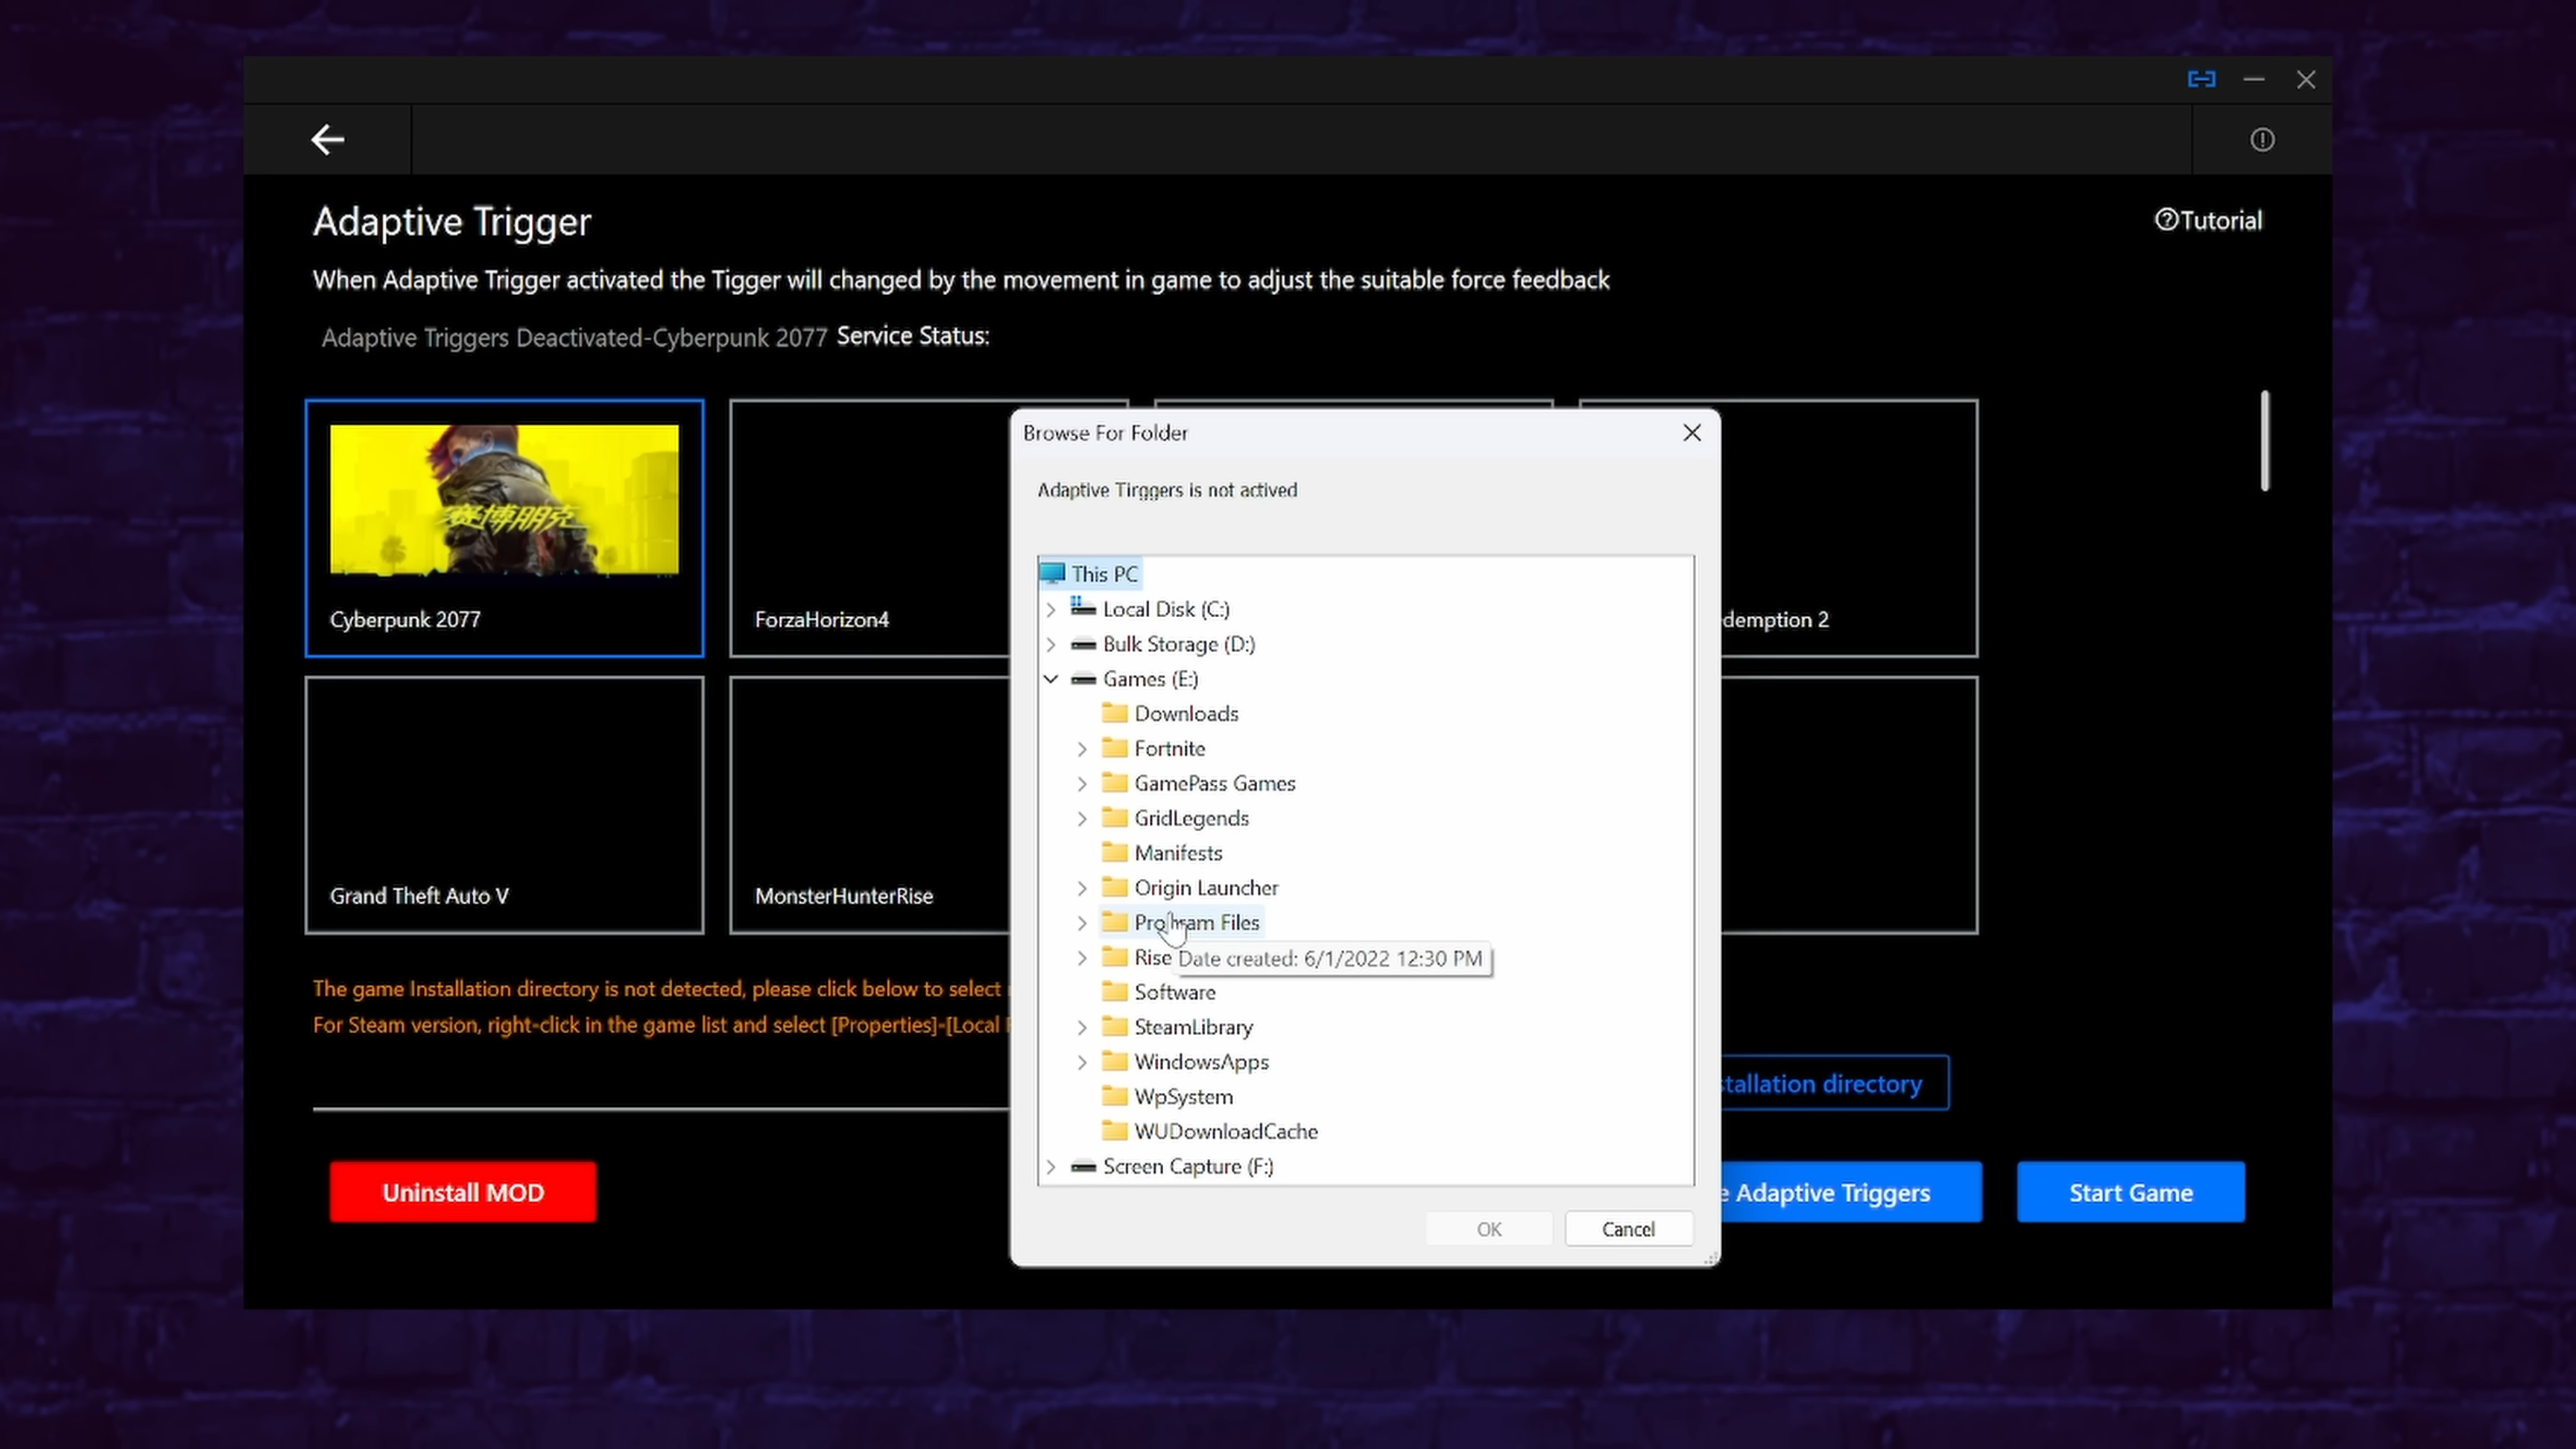 Adaptive Trigger
Tutorial
When Adaptive Trigger activated the Tigger will changed by the movement in game to adjust the suitable force feedback
Adaptive Triggers Deactivated-Cyberpunk 2077 Service Status:
赛博朋克
Cyberpunk 2077
ForzaHorizon4
demption 2
Grand Theft Auto V
MonsterHunterRise
The game Installation directory is not detected, please click below to select
For Steam version, right-click in the game list and select [Properties]-[Local
stallation directory
Uninstall MOD
e Adaptive Triggers
Start Game
Browse For Folder
Adaptive Tirggers is not actived
This PC
Local Disk (C:)
Bulk Storage (D:)
Games (E:)
Downloads
Fortnite
GamePass Games
GridLegends
Manifests
Origin Launcher
Program Files
Rise
Date created: 6/1/2022 12:30 PM
Software
SteamLibrary
WindowsApps
WpSystem
WUDownloadCache
Screen Capture (F:)
OK
Cancel